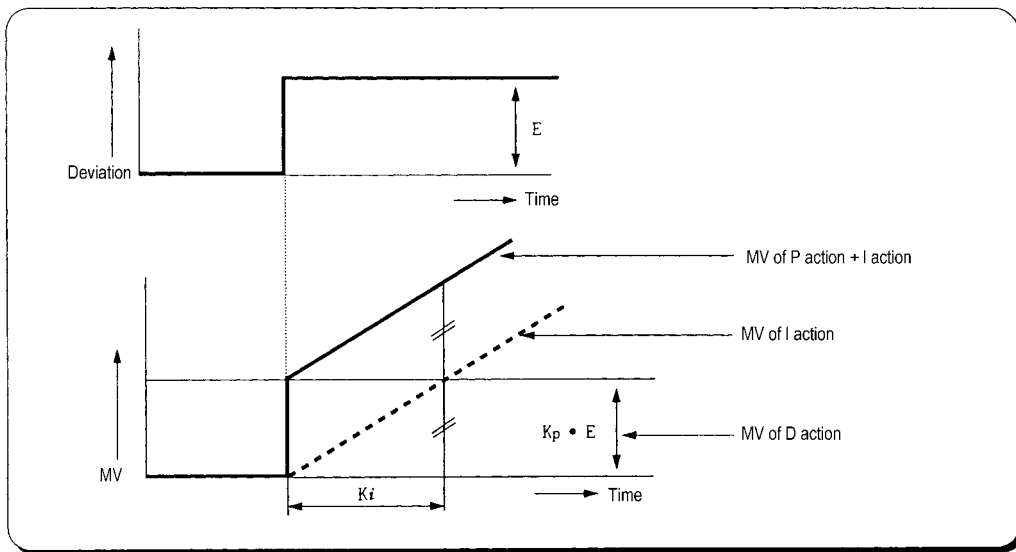 E
Deviation
Time
MV of P action + I action
MV of I action
Kp • E
MV of D action
MV
Ki
Time